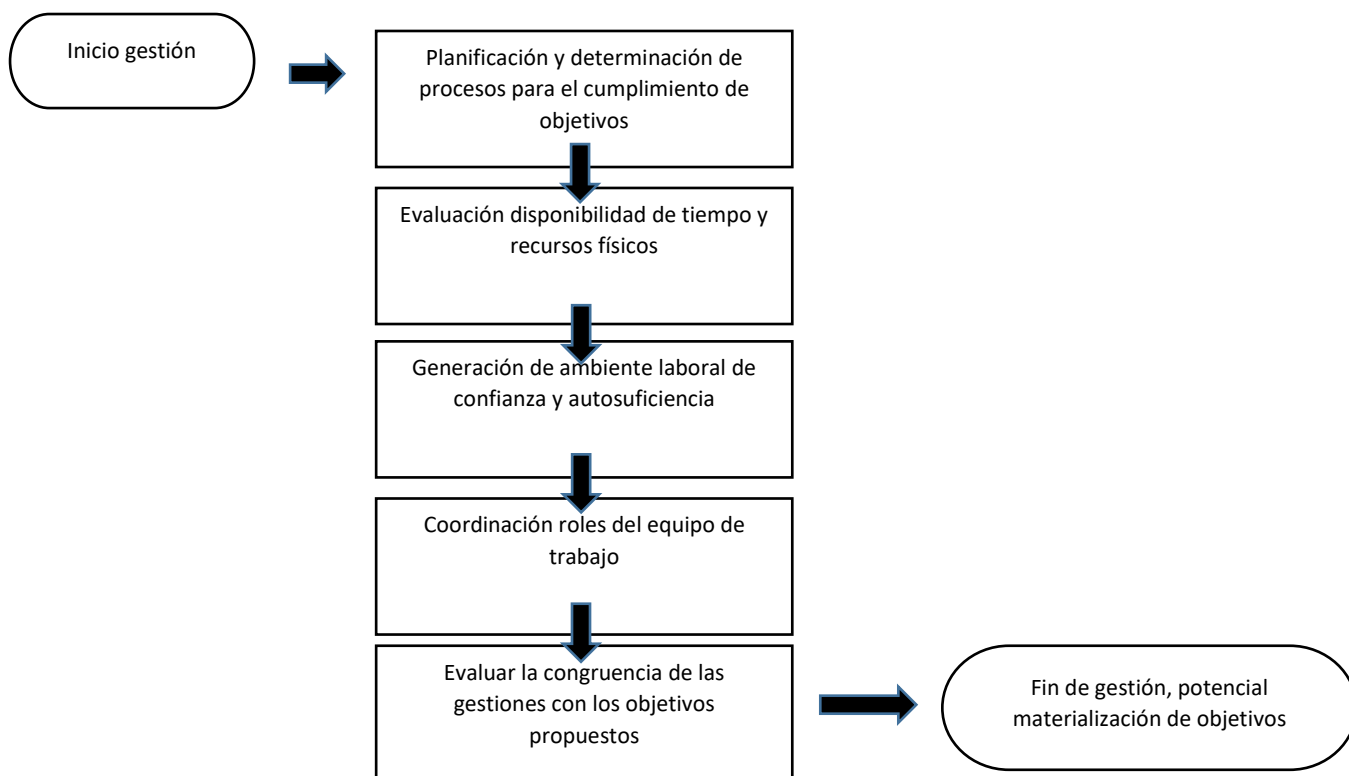 Inicio gestión
Planificación y determinación de
procesos para el cumplimiento de
objetivos
Evaluación disponibilidad de tiempo y
recursos físicos
Generación de ambiente laboral de
confianza y autosuficiencia
Coordinación roles del equipo de
trabajo
Evaluar la congruencia de las
gestiones con los objetivos
propuestos
Fin de gestión, potencial
materialización de objetivos